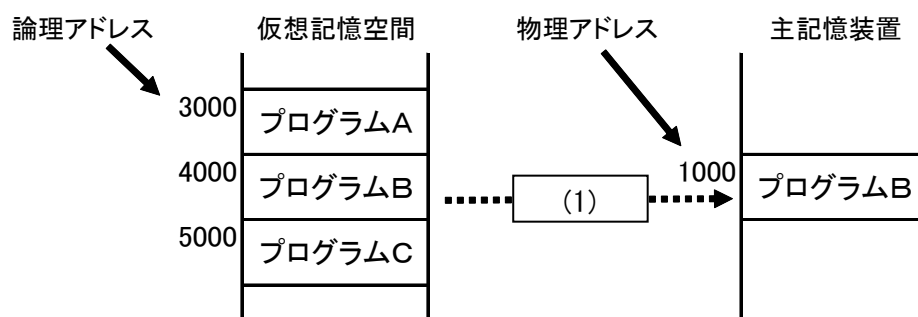 論理アドレス 仮想記憶空間 物理アドレス 主記憶装置
3000 プログラムA
4000 プログラムB (1) 1000 プログラムB
5000 プログラムC